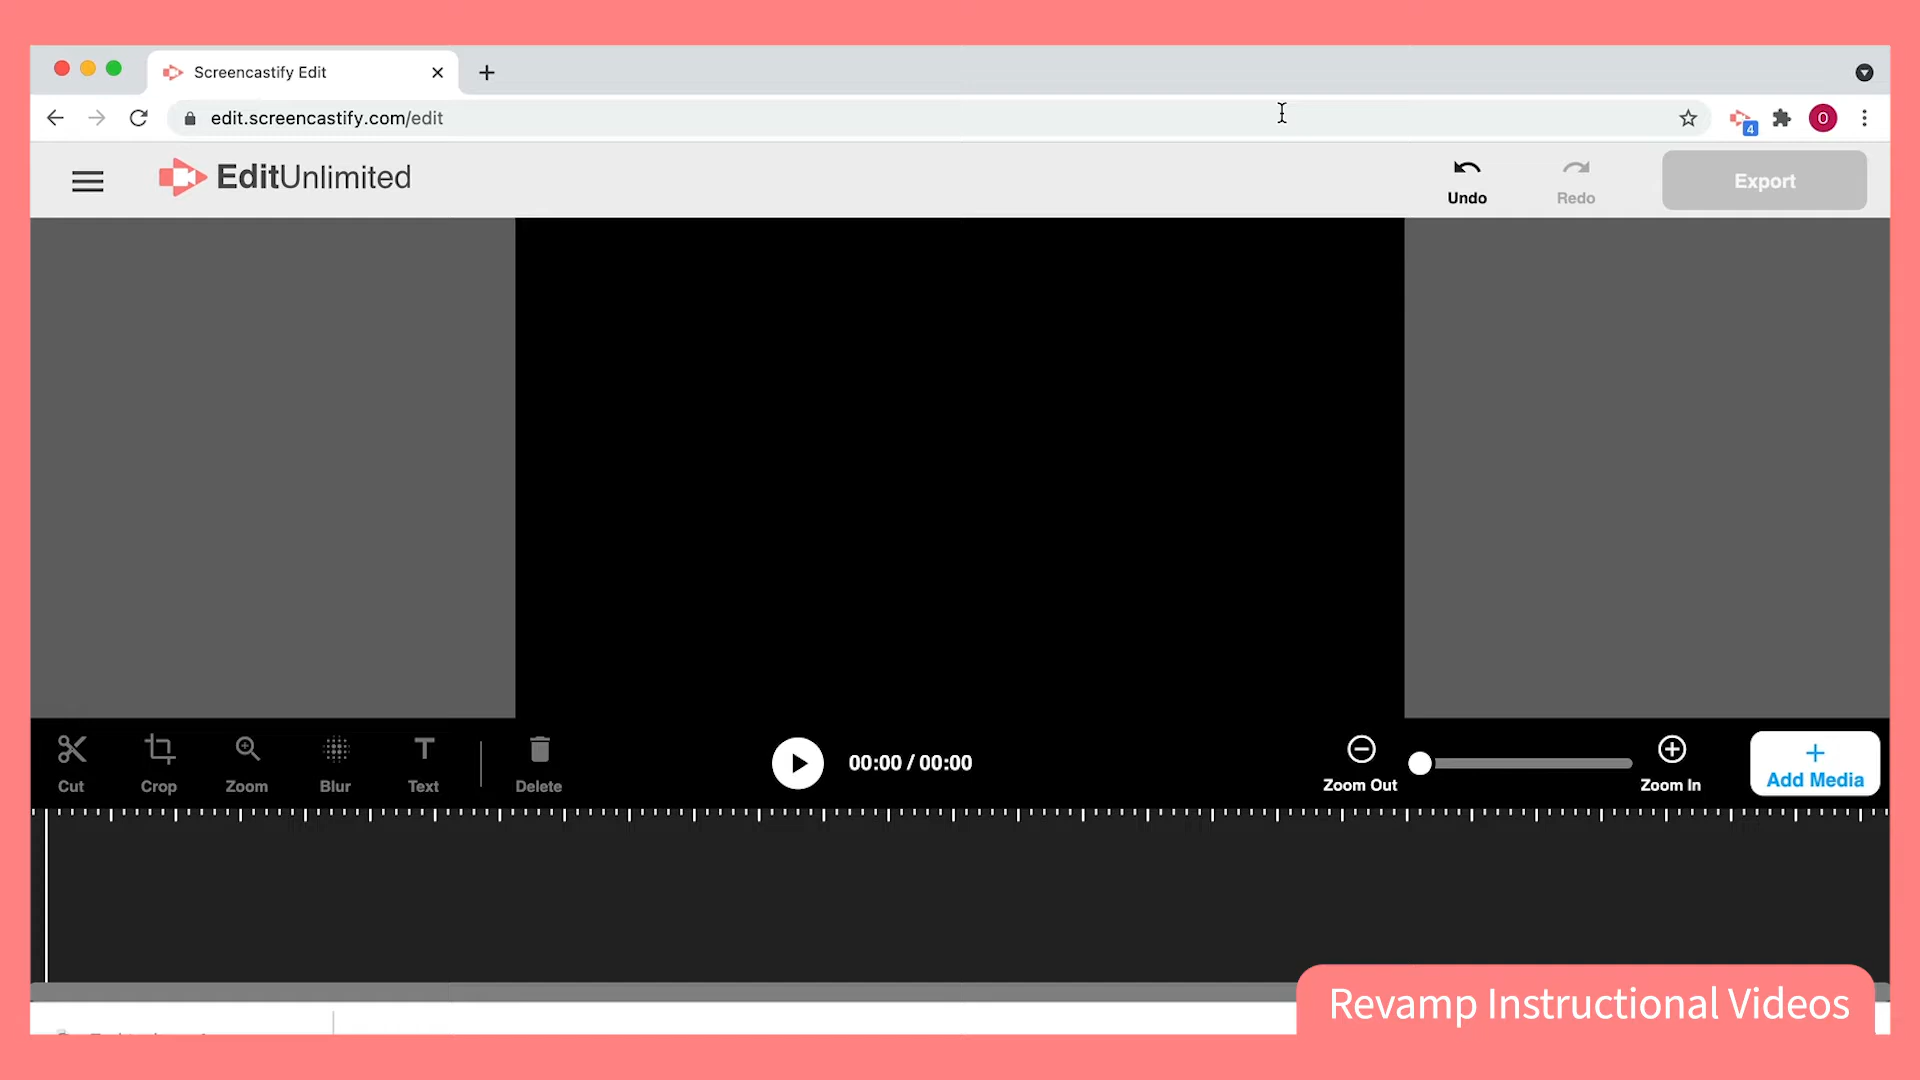 Screencastify Edit
edit.screencastify.com/edit
4
O
EditUnlimited
Undo
Redo
Export
Cut
Crop
Zoom
Blur
Text
Delete
00:00 / 00:00
Zoom Out
Zoom In
+
Add Media
Revamp Instructional Videos